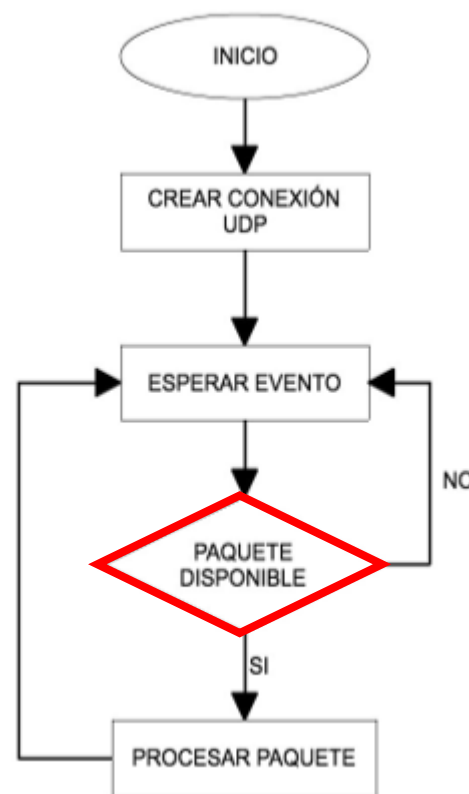 INICIO
CREAR CONEXIÓN
UDP
ESPERAR EVENTO
NO
PAQUETE
DISPONIBLE
SI
PROCESAR PAQUETE